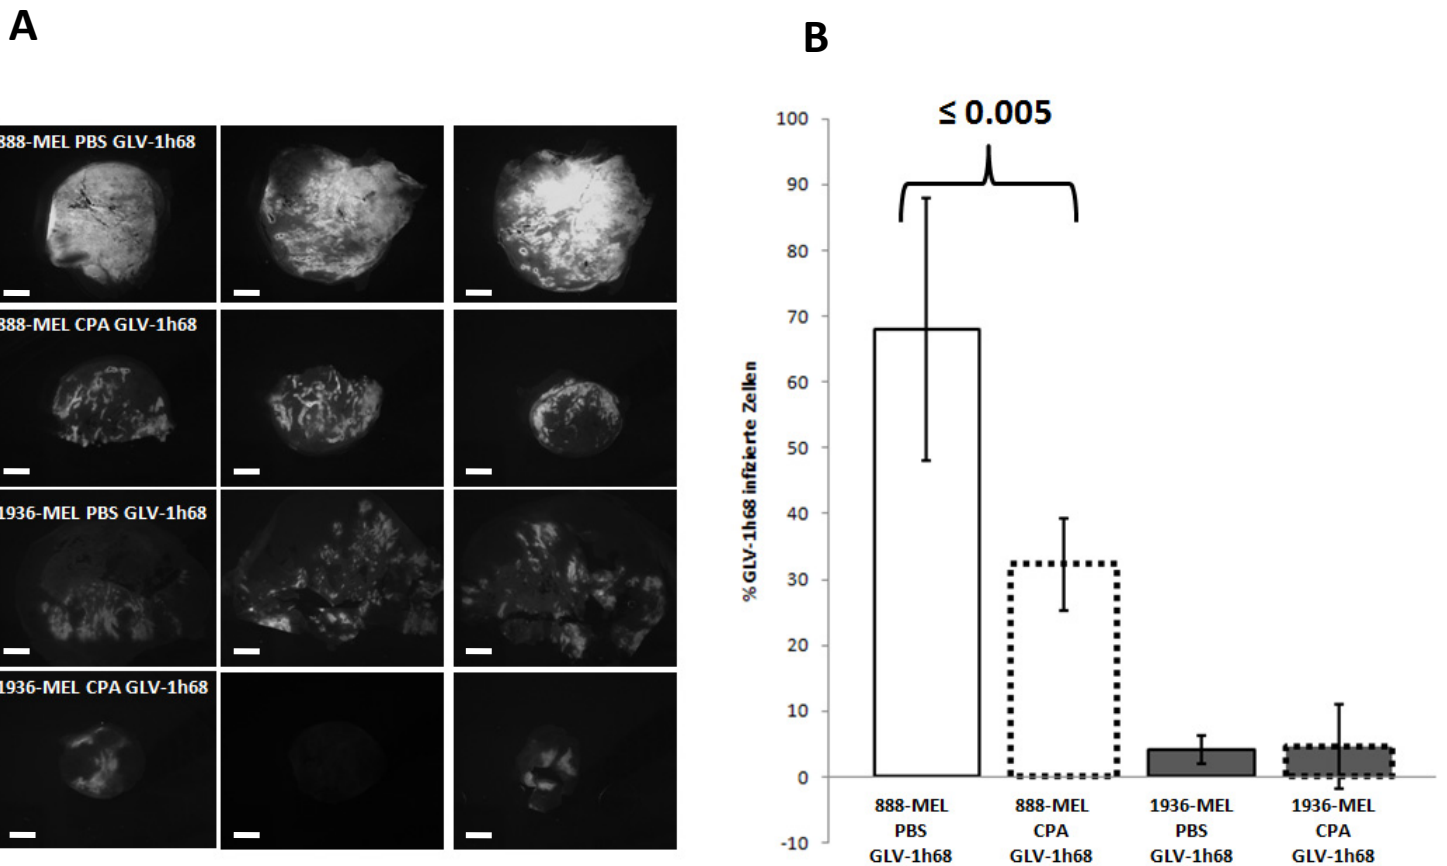 A
888-MEL PBS GLV-1h68
888-MEL CPA GLV-1h68
1936-MEL PBS GLV-1h68
1936-MEL CPA GLV-1h68
B
≤ 0.005
% GLV-1h68 infizierte Zellen
100
90
80
70
60
50
40
30
20
10
0
-10
888-MEL
PBS
GLV-1h68
888-MEL
CPA
GLV-1h68
1936-MEL
PBS
GLV-1h68
1936-MEL
CPA
GLV-1h68